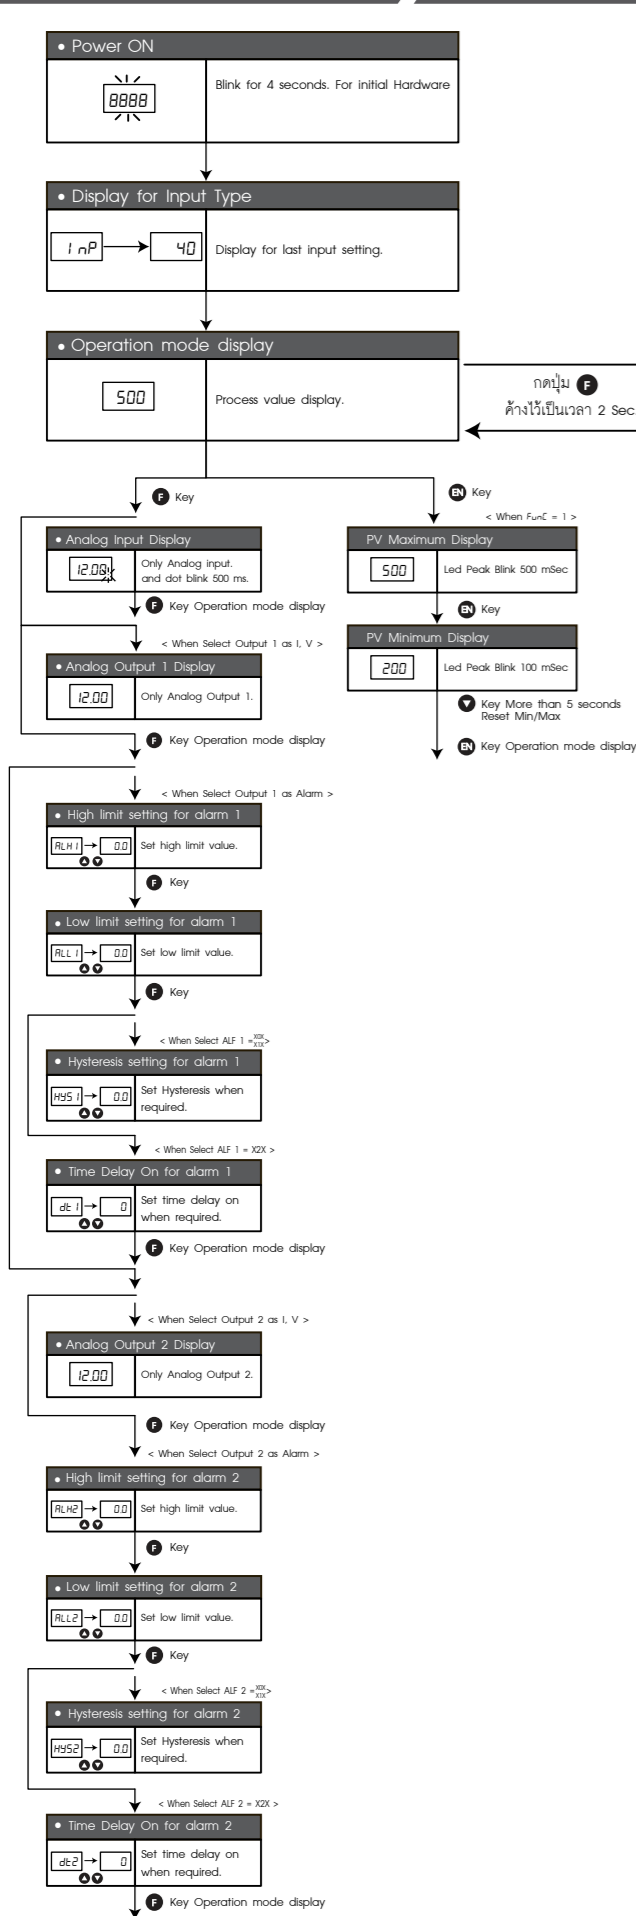 • Power ON
8888
Blink for 4 seconds. For initial Hardware
• Display for Input Type
InP
40
Display for last input setting.
• Operation mode display
500
Process value display.
กดปุ่ม F
ค้างไว้เป็นเวลา 2 Sec.
F Key
• Analog Input Display
12.00
Only Analog input.
and dot blink 500 ms.
F Key Operation mode display
< When Select Output 1 as I, V >
• Analog Output 1 Display
12.00
Only Analog Output 1.
F Key Operation mode display
EN Key
< When FunC = 1 >
PV Maximum Display
500
Led Peak Blink 500 mSec
EN Key
PV Minimum Display
200
Led Peak Blink 100 mSec
Key More than 5 seconds
Reset Min/Max
EN Key Operation mode display
< When Select Output 1 as Alarm >
• High limit setting for alarm 1
ALH1
0.0
Set high limit value.
F Key
• Low limit setting for alarm 1
ALL1
0.0
Set low limit value.
F Key
< When Select ALF 1 = X0X X1X >
• Hysteresis setting for alarm 1
HYS1
0.0
Set Hysteresis when
required.
< When Select ALF 1 = X2X >
• Time Delay On for alarm 1
dt1
0
Set time delay on
when required.
F Key Operation mode display
< When Select Output 2 as I, V >
• Analog Output 2 Display
12.00
Only Analog Output 2.
F Key Operation mode display
< When Select Output 2 as Alarm >
• High limit setting for alarm 2
ALH2
0.0
Set high limit value.
F Key
• Low limit setting for alarm 2
ALL2
0.0
Set low limit value.
F Key
< When Select ALF 2 = X0X X1X >
• Hysteresis setting for alarm 2
HYS2
0.0
Set Hysteresis when
required.
< When Select ALF 2 = X2X >
• Time Delay On for alarm 2
dt2
0
Set time delay on
when required.
F Key Operation mode display